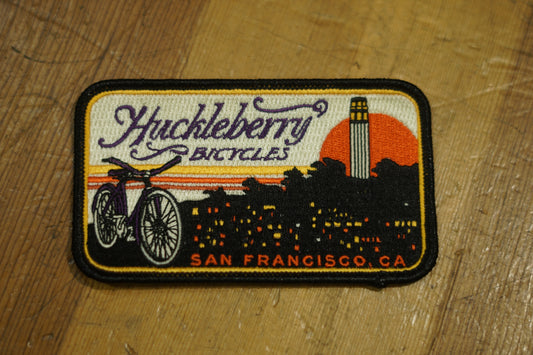 Huckleberry
BICYCLES
SAN FRANCISCO, CA